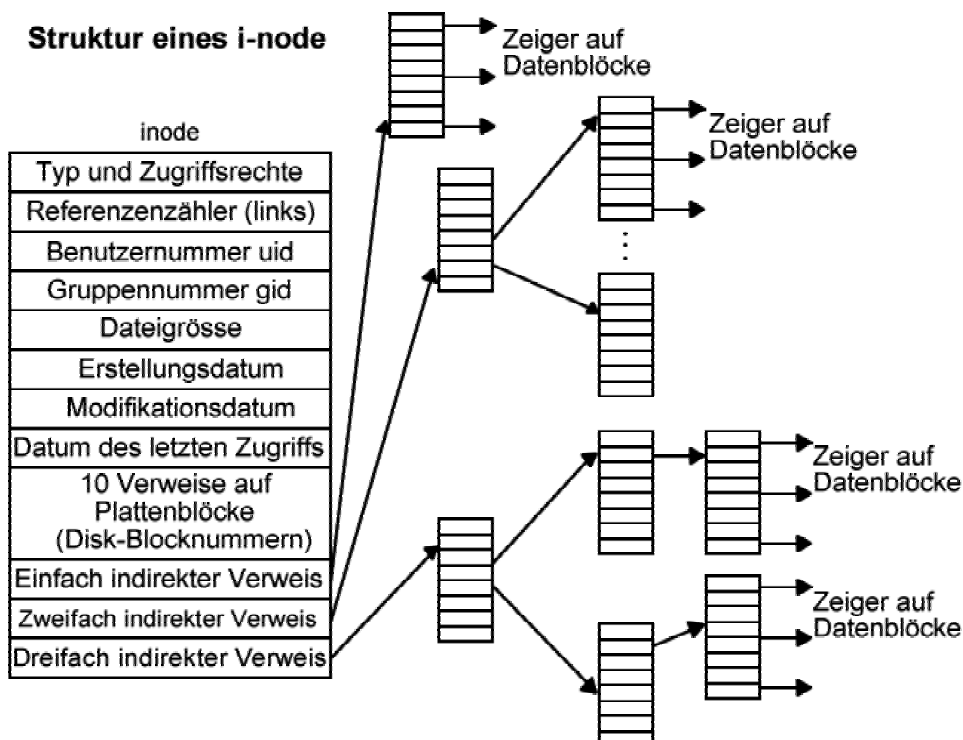 Struktur eines i-node
inode
Typ und Zugriffsrechte
Referenzenzähler (links)
Benutzernummer uid
Gruppennummer gid
Dateigrösse
Erstellungsdatum
Modifikationsdatum
Datum des letzten Zugriffs
10 Verweise auf
Plattenblöcke
(Disk-Blocknummern)
Einfach indirekter Verweis
Zweifach indirekter Verweis
Dreifach indirekter Verweis
Zeiger auf
Datenblöcke
Zeiger auf
Datenblöcke
Zeiger auf
Datenblöcke
Zeiger auf
Datenblöcke